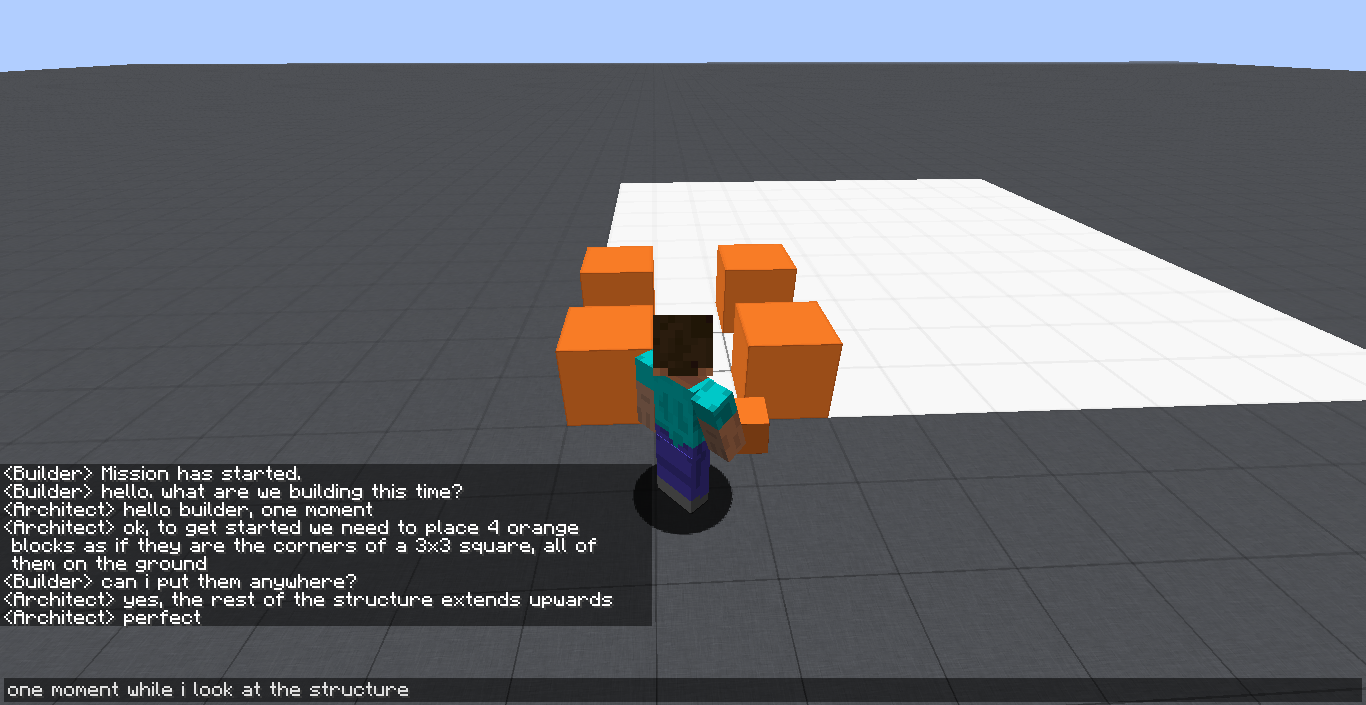 <Builder> Mission has started.
<Builder> hello. what are we building this time?
<Architect> hello builder, one moment
<Architect> ok, to get started we need to place 4 orange
blocks as if they are the corners of a 3x3 square, all of
them on the ground
<Builder> can i put them anywhere?
<Architect> yes, the rest of the structure extends upwards
<Architect> perfect
one moment while i look at the structure